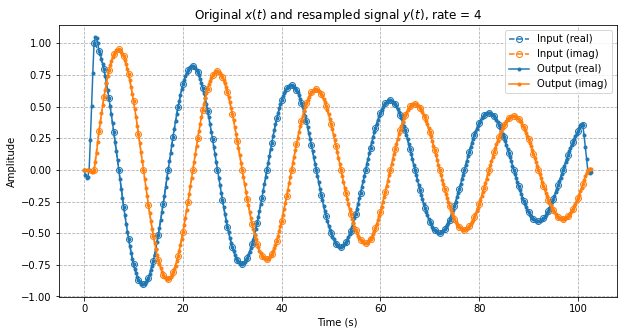 Original x(t) and resampled signal y(t), rate = 4
Input (real)
Input (imag)
Output (real)
Output (imag)
1.00
0.75
0.50
0.25
0.00
−0.25
−0.50
−0.75
−1.00
Amplitude
0 20 40 60 80 100
Time (s)